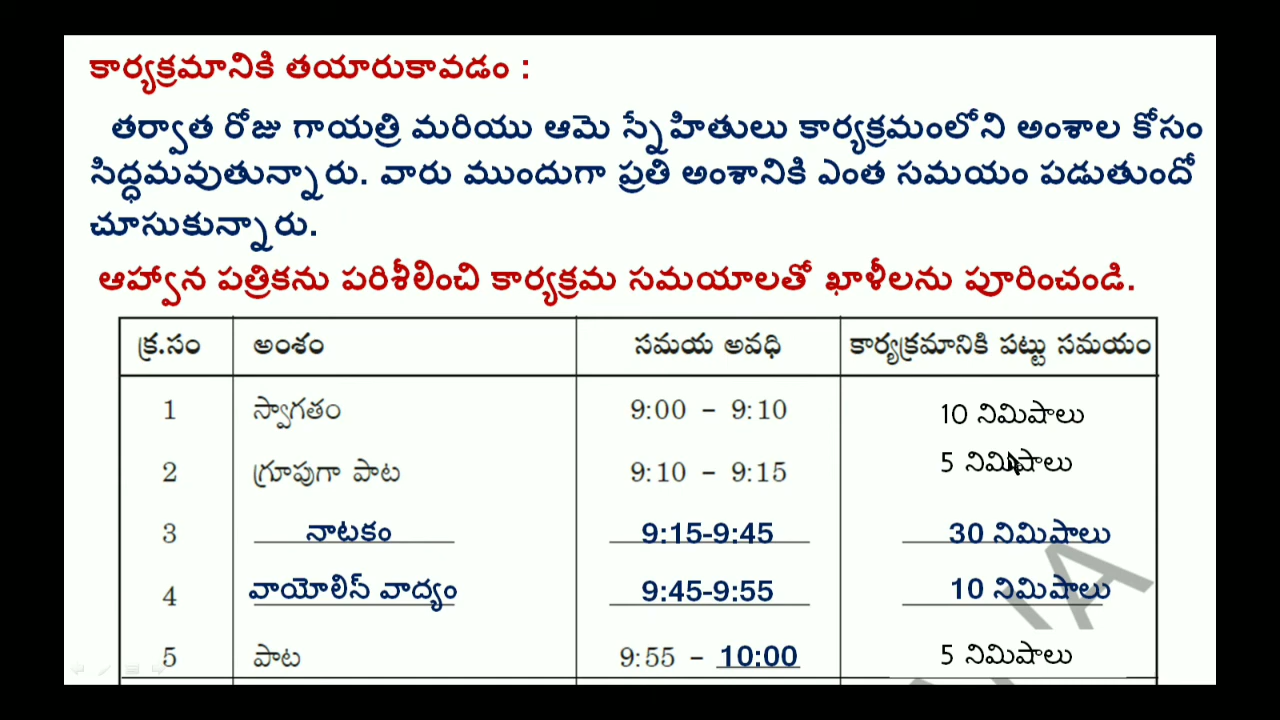 కార్యక్రమానికి తయారుకావడం :
తర్వాత రోజు గాయత్రి మరియు ఆమె స్నేహితులు కార్యక్రమంలోని అంశాల కోసం
సిద్ధమవుతున్నారు. వారు ముందుగా ప్రతి అంశానికి ఎంత సమయం పడుతుందో
చూసుకున్నారు.
ఆహ్వాన పత్రికను పరిశీలించి కార్యక్రమ సమయాలతో ఖాళీలను పూరించండి.
క్ర.సం అంశం సమయ అవధి కార్యక్రమానికి పట్టు సమయం
1 స్వాగతం 9:00 – 9:10 10 నిమిషాలు
2 గ్రూపుగా పాట 9:10 – 9:15 5 నిమిషాలు
3 నాటకం 9:15-9:45 30 నిమిషాలు
4 వాయోలిస్ వాద్యం 9:45-9:55 10 నిమిషాలు
5 పాట 9:55 – 10:00 5 నిమిషాలు